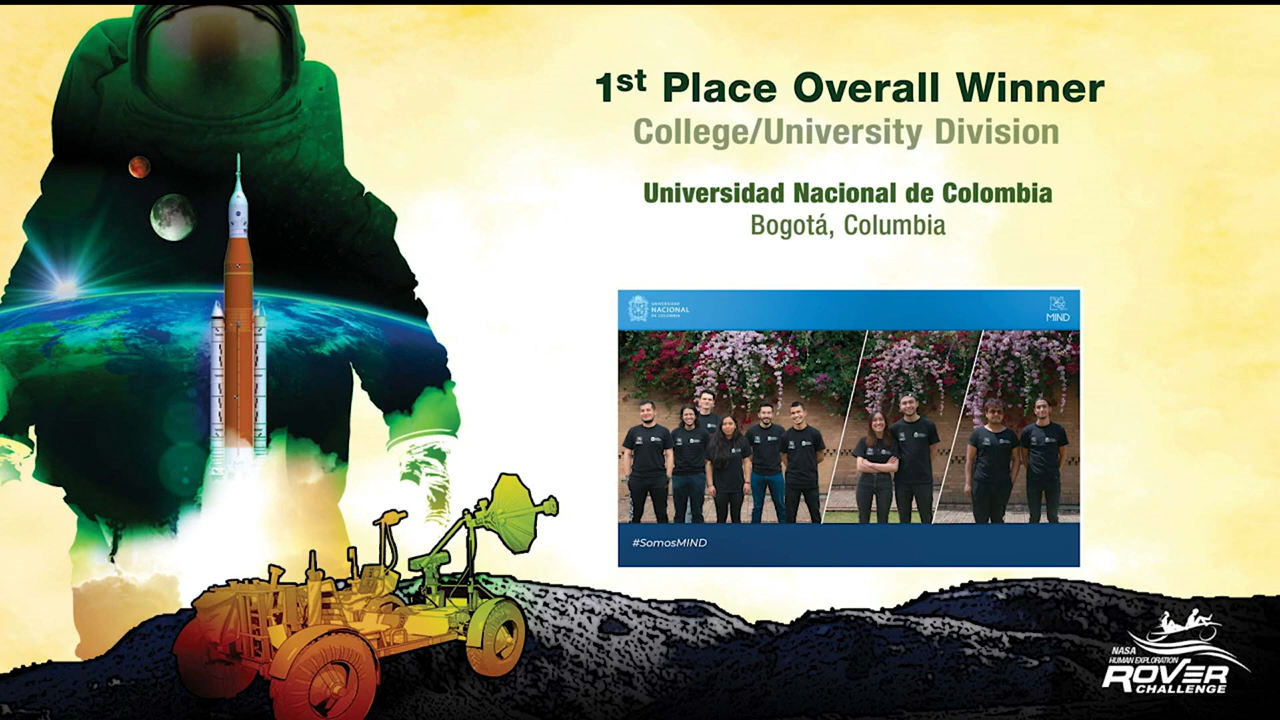 1st Place Overall Winner
College/University Division
Universidad Nacional de Colombia
Bogotá, Columbia
UNIVERSIDAD
NACIONAL
DE COLOMBIA
MIND
#SomosMIND
NASA
HUMAN EXPLORATION
ROVER
CHALLENGE